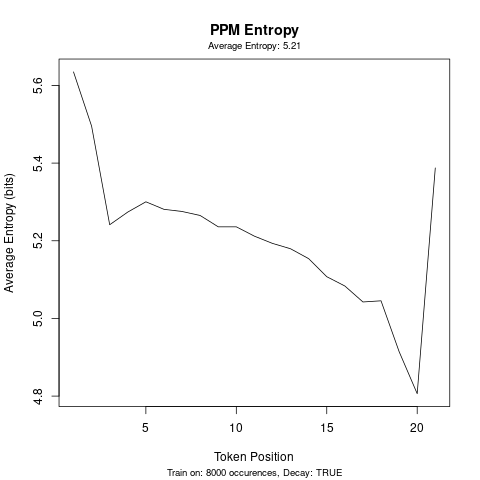 PPM Entropy
Average Entropy: 5.21
Average Entropy (bits)
5.6
5.4
5.2
5.0
4.8
5 10 15 20
Token Position
Train on: 8000 occurences, Decay: TRUE